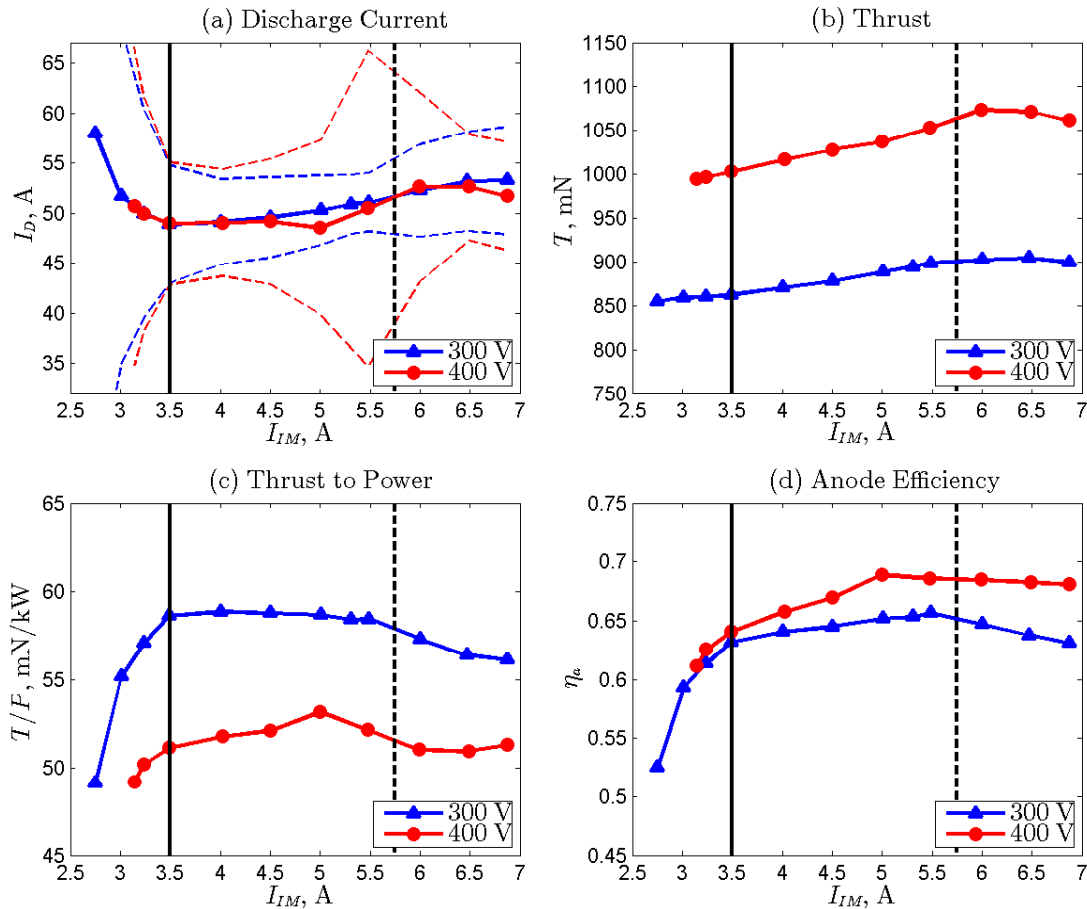 (a) Discharge Current
65
60
55
50
45
40
35
I_D, A
2.5 3 3.5 4 4.5 5 5.5 6 6.5 7
I_IM, A
300 V
400 V
(b) Thrust
1150
1100
1050
1000
950
900
850
800
750
T, mN
2.5 3 3.5 4 4.5 5 5.5 6 6.5 7
I_IM, A
300 V
400 V
(c) Thrust to Power
65
60
55
50
45
T/P, mN/kW
2.5 3 3.5 4 4.5 5 5.5 6 6.5 7
I_IM, A
300 V
400 V
(d) Anode Efficiency
0.75
0.7
0.65
0.6
0.55
0.5
0.45
η_a
2.5 3 3.5 4 4.5 5 5.5 6 6.5 7
I_IM, A
300 V
400 V